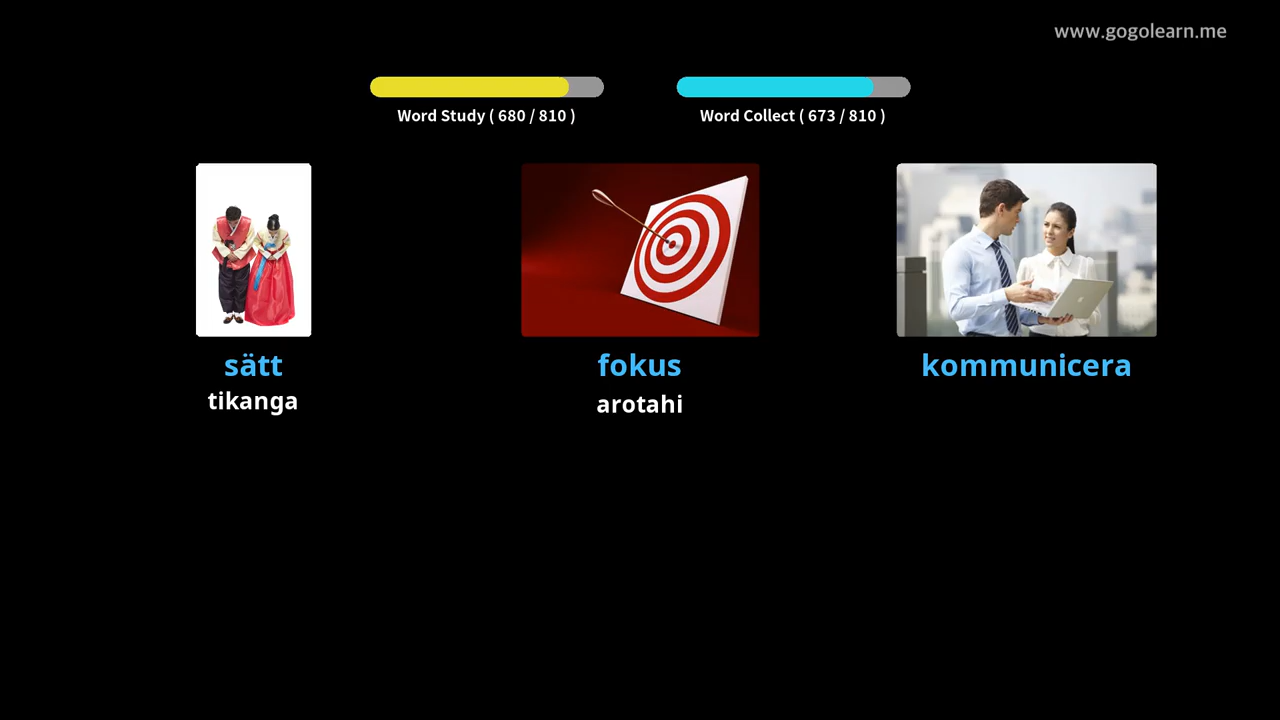 www.gogolearn.me
Word Study ( 680 / 810 )
Word Collect ( 673 / 810 )
sätt
tikanga
fokus
arotahi
kommunicera